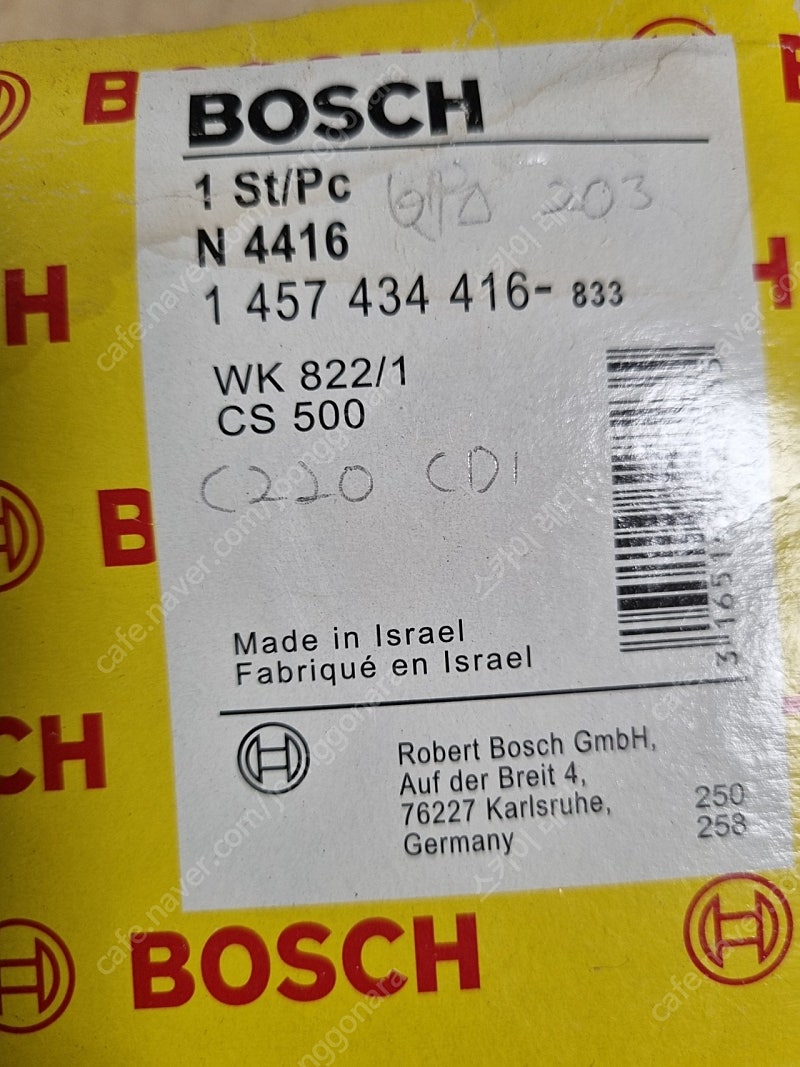 BOSCH
1 St/Pc 203
N 4416
1 457 434 416- 833
WK 822/1
CS 500
C220 CDI
Made in Israel
Fabriqué en Israel
Robert Bosch GmbH,
Auf der Breit 4,
76227 Karlsruhe,
Germany
250
258
BOSCH